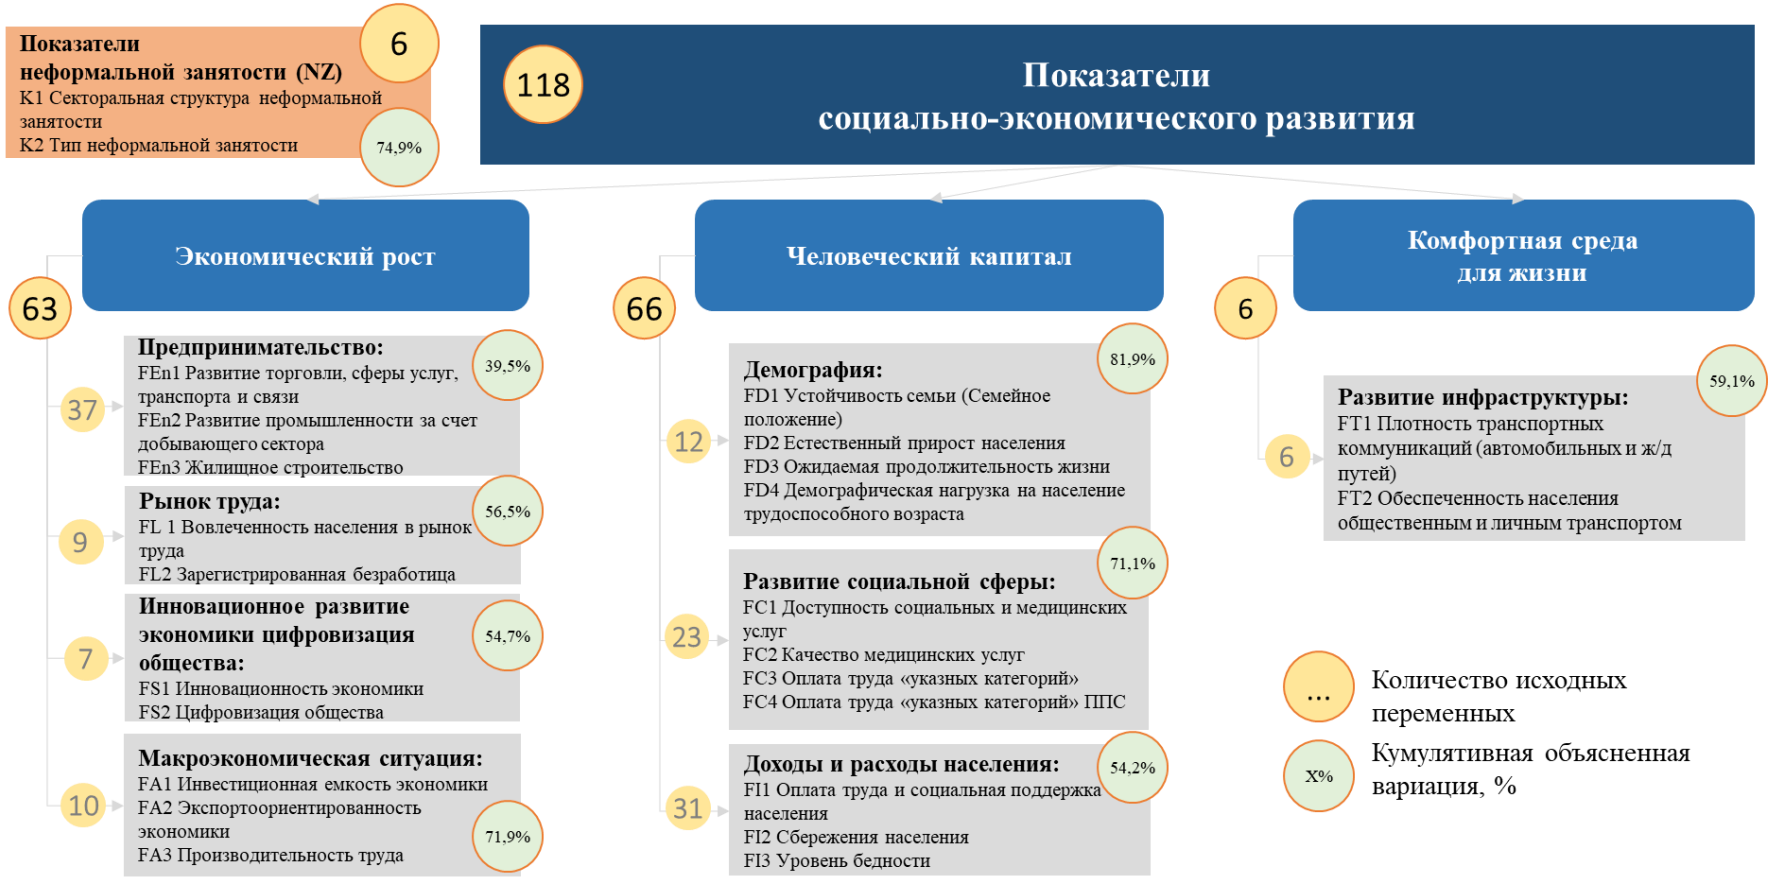 Показатели
неформальной занятости (NZ)
К1 Секторальная структура неформальной
занятости
К2 Тип неформальной занятости
6
74,9%
118
Показатели
социально-экономического развития
Экономический рост
63
Предпринимательство:
FEn1 Развитие торговли, сферы услуг,
транспорта и связи
FEn2 Развитие промышленности за счет
добывающего сектора
FEn3 Жилищное строительство
39,5%
37
Рынок труда:
FL 1 Вовлеченность населения в рынок
труда
FL2 Зарегистрированная безработица
56,5%
9
Инновационное развитие
экономики цифровизация
общества:
FS1 Инновационность экономики
FS2 Цифровизация общества
54,7%
7
Макроэкономическая ситуация:
FA1 Инвестиционная емкость экономики
FA2 Экспортоориентированность
экономики
FA3 Производительность труда
71,9%
10
Человеческий капитал
66
Демография:
FD1 Устойчивость семьи (Семейное
положение)
FD2 Естественный прирост населения
FD3 Ожидаемая продолжительность жизни
FD4 Демографическая нагрузка на население
трудоспособного возраста
81,9%
12
Развитие социальной сферы:
FC1 Доступность социальных и медицинских
услуг
FC2 Качество медицинских услуг
FC3 Оплата труда «указных категорий»
FC4 Оплата труда «указных категорий» ППС
71,1%
23
Доходы и расходы населения:
FI1 Оплата труда и социальная поддержка
населения
FI2 Сбережения населения
FI3 Уровень бедности
54,2%
31
Комфортная среда
для жизни
6
Развитие инфраструктуры:
FT1 Плотность транспортных
коммуникаций (автомобильных и ж/д
путей)
FT2 Обеспеченность населения
общественным и личным транспортом
59,1%
6
...
Количество исходных
переменных
X%
Кумулятивная объясненная
вариация, %